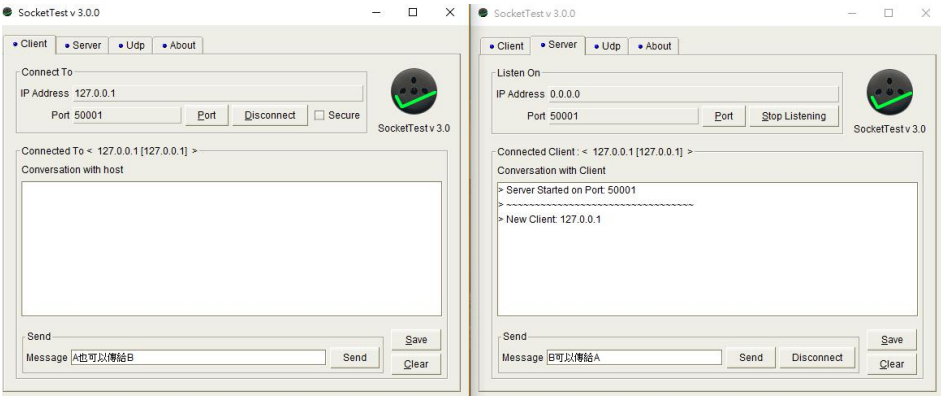 SocketTest v 3.0.0
Client Server Udp About
Connect To
IP Address 127.0.0.1
Port 50001 Port Disconnect Secure
SocketTest v 3.0
Connected To < 127.0.0.1 [127.0.0.1] >
Conversation with host
Send
Message A也可以傳給B Send
Save
Clear
SocketTest v 3.0.0
Client Server Udp About
Listen On
IP Address 0.0.0.0
Port 50001 Port Stop Listening
SocketTest v 3.0
Connected Client : < 127.0.0.1 [127.0.0.1] >
Conversation with Client
> Server Started on Port: 50001
> ~~~~~~~~~~~~~~~~~~~~~~~~~~~~~~~~~~
> New Client: 127.0.0.1
Send
Message B可以傳給A Send Disconnect
Save
Clear